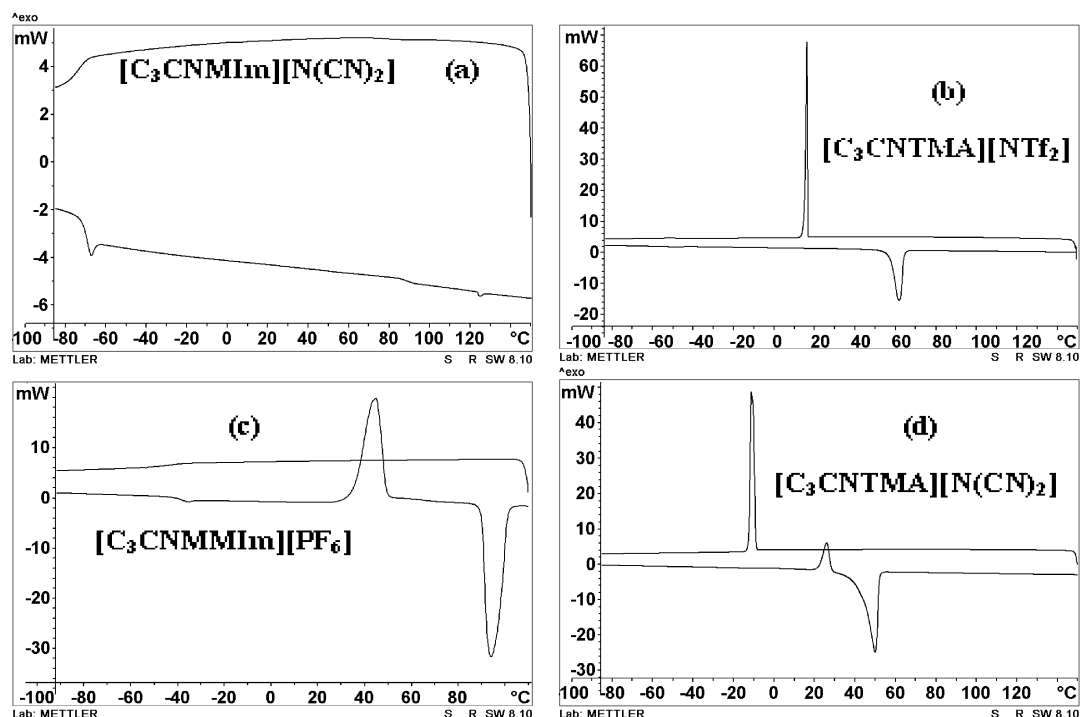 ^exo
mW
[C₃CNMIm][N(CN)₂] (a)
4
2
0
-2
-4
-6
100 -80 -60 -40 -20 0 20 40 60 80 100 120 °C
Lab: METTLER S R SW 8.10
mW
60
50
40
30
20
10
0
-10
-20
(b)
[C₃CNTMA][NTf₂]
-100 -80 -60 -40 -20 0 20 40 60 80 100 120 °C
Lab: METTLER S R SW 8.10
mW
(c)
10
0
-10
-20
-30
[C₃CNMMIm][PF₆]
-100 -80 -60 -40 -20 0 20 40 60 80 °C
S R SW 8.10
^exo
mW
40
30
20
10
0
-10
-20
-30
(d)
[C₃CNTMA][N(CN)₂]
100 -80 -60 -40 -20 0 20 40 60 80 100 120 °C
Lab: METTLER S R SW 8.10